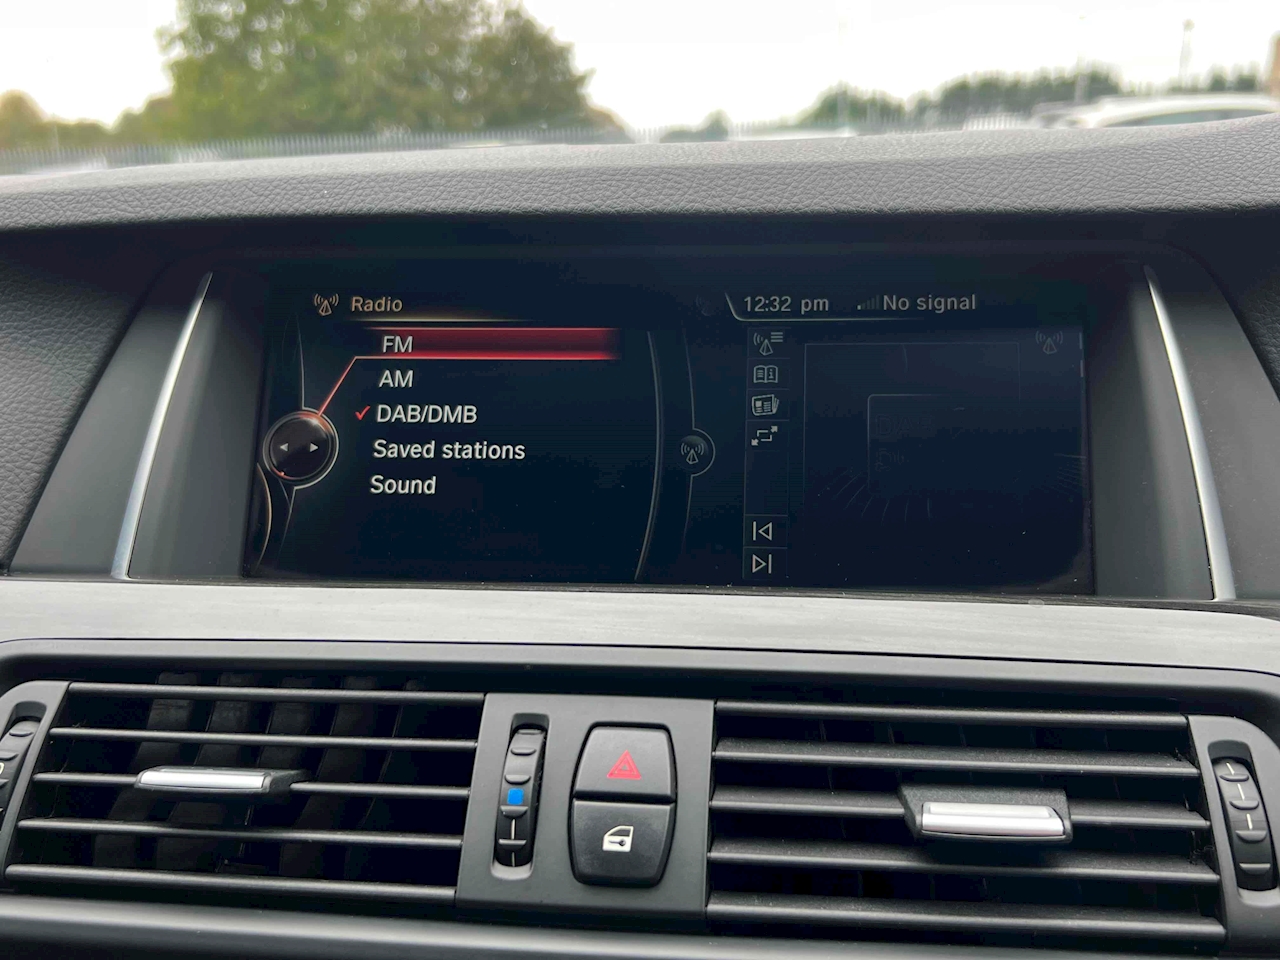 Radio
12:32 pm
No signal
FM
AM
DAB/DMB
Saved stations
Sound